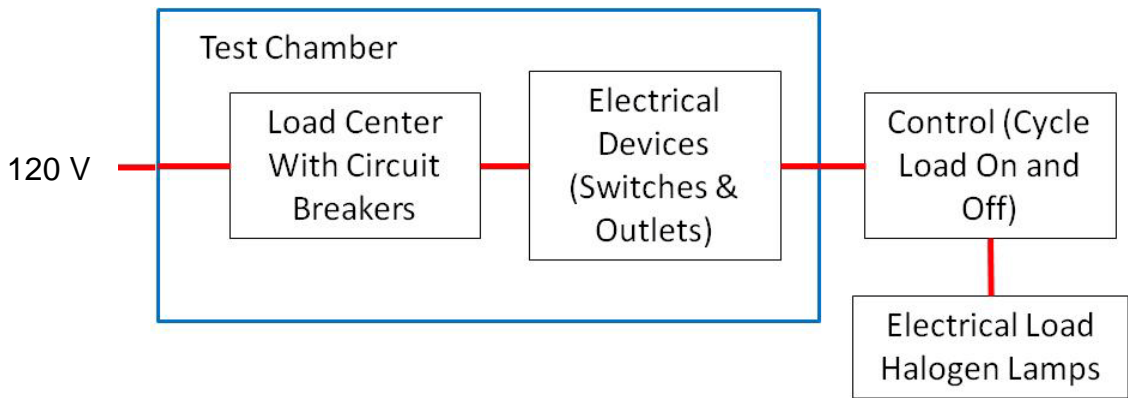 Test Chamber
120 V
Load Center
With Circuit
Breakers
Electrical
Devices
(Switches &
Outlets)
Control (Cycle
Load On and
Off)
Electrical Load
Halogen Lamps